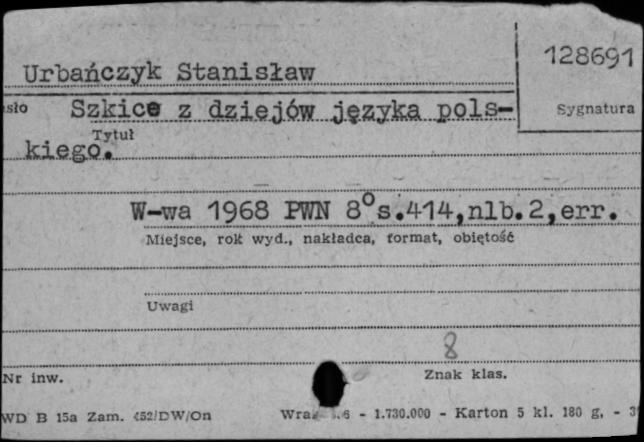 128691
Urbańczyk Stanisław
Sygnatura
Szkice z dziejów języka pols-
Tytuł
kiego.
W-wa 1968 PWN 8° s.414,nlb.2,err.
Miejsce, rok wyd., nakładca, format, objętość
Uwagi
8
Nr inw.
Znak klas.
WD B 15a Zam. 452/DW/On - 1.730.000 - Karton 5 kl. 180 g, -